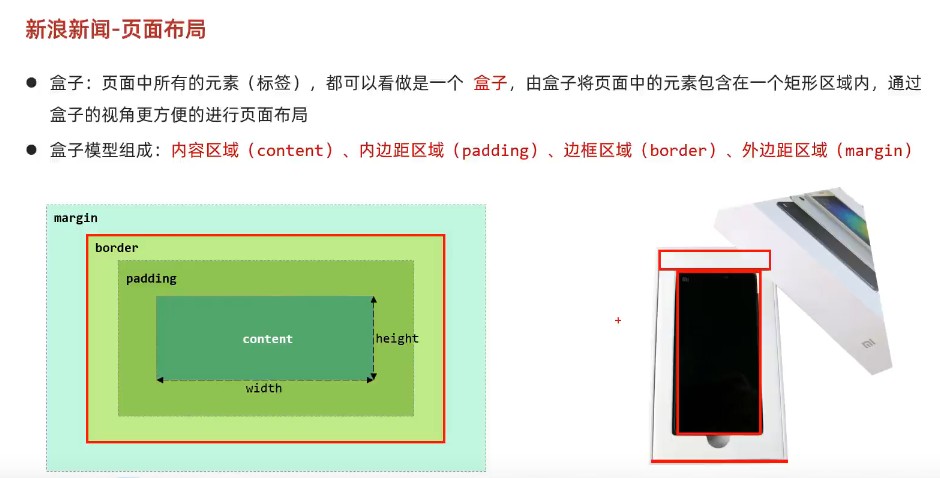 新浪新闻-页面布局
● 盒子：页面中所有的元素（标签），都可以看做是一个 盒子，由盒子将页面中的元素包含在一个矩形区域内，通过
盒子的视角更方便的进行页面布局
● 盒子模型组成：内容区域（content）、内边距区域（padding）、边框区域（border）、外边距区域（margin）
margin
border
padding
content
height
width
+
mi